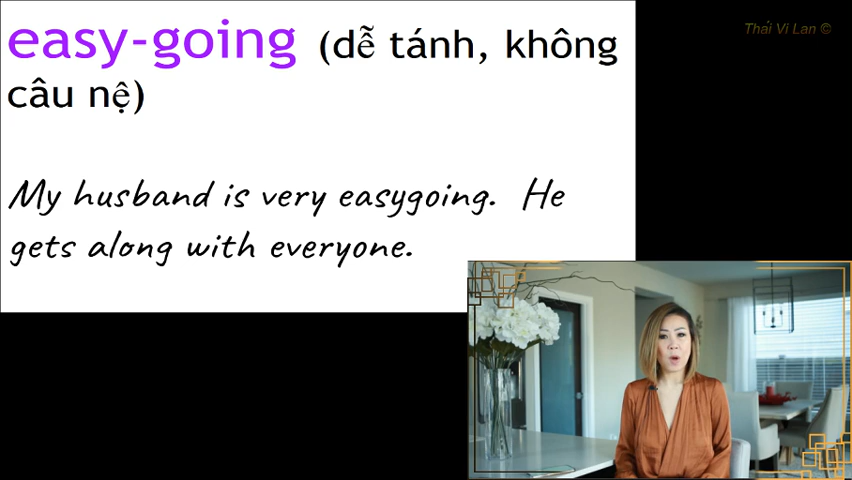 easy-going (dễ tánh, không
câu nệ)
My husband is very easygoing. He
gets along with everyone.
Thái Vi Lan ©